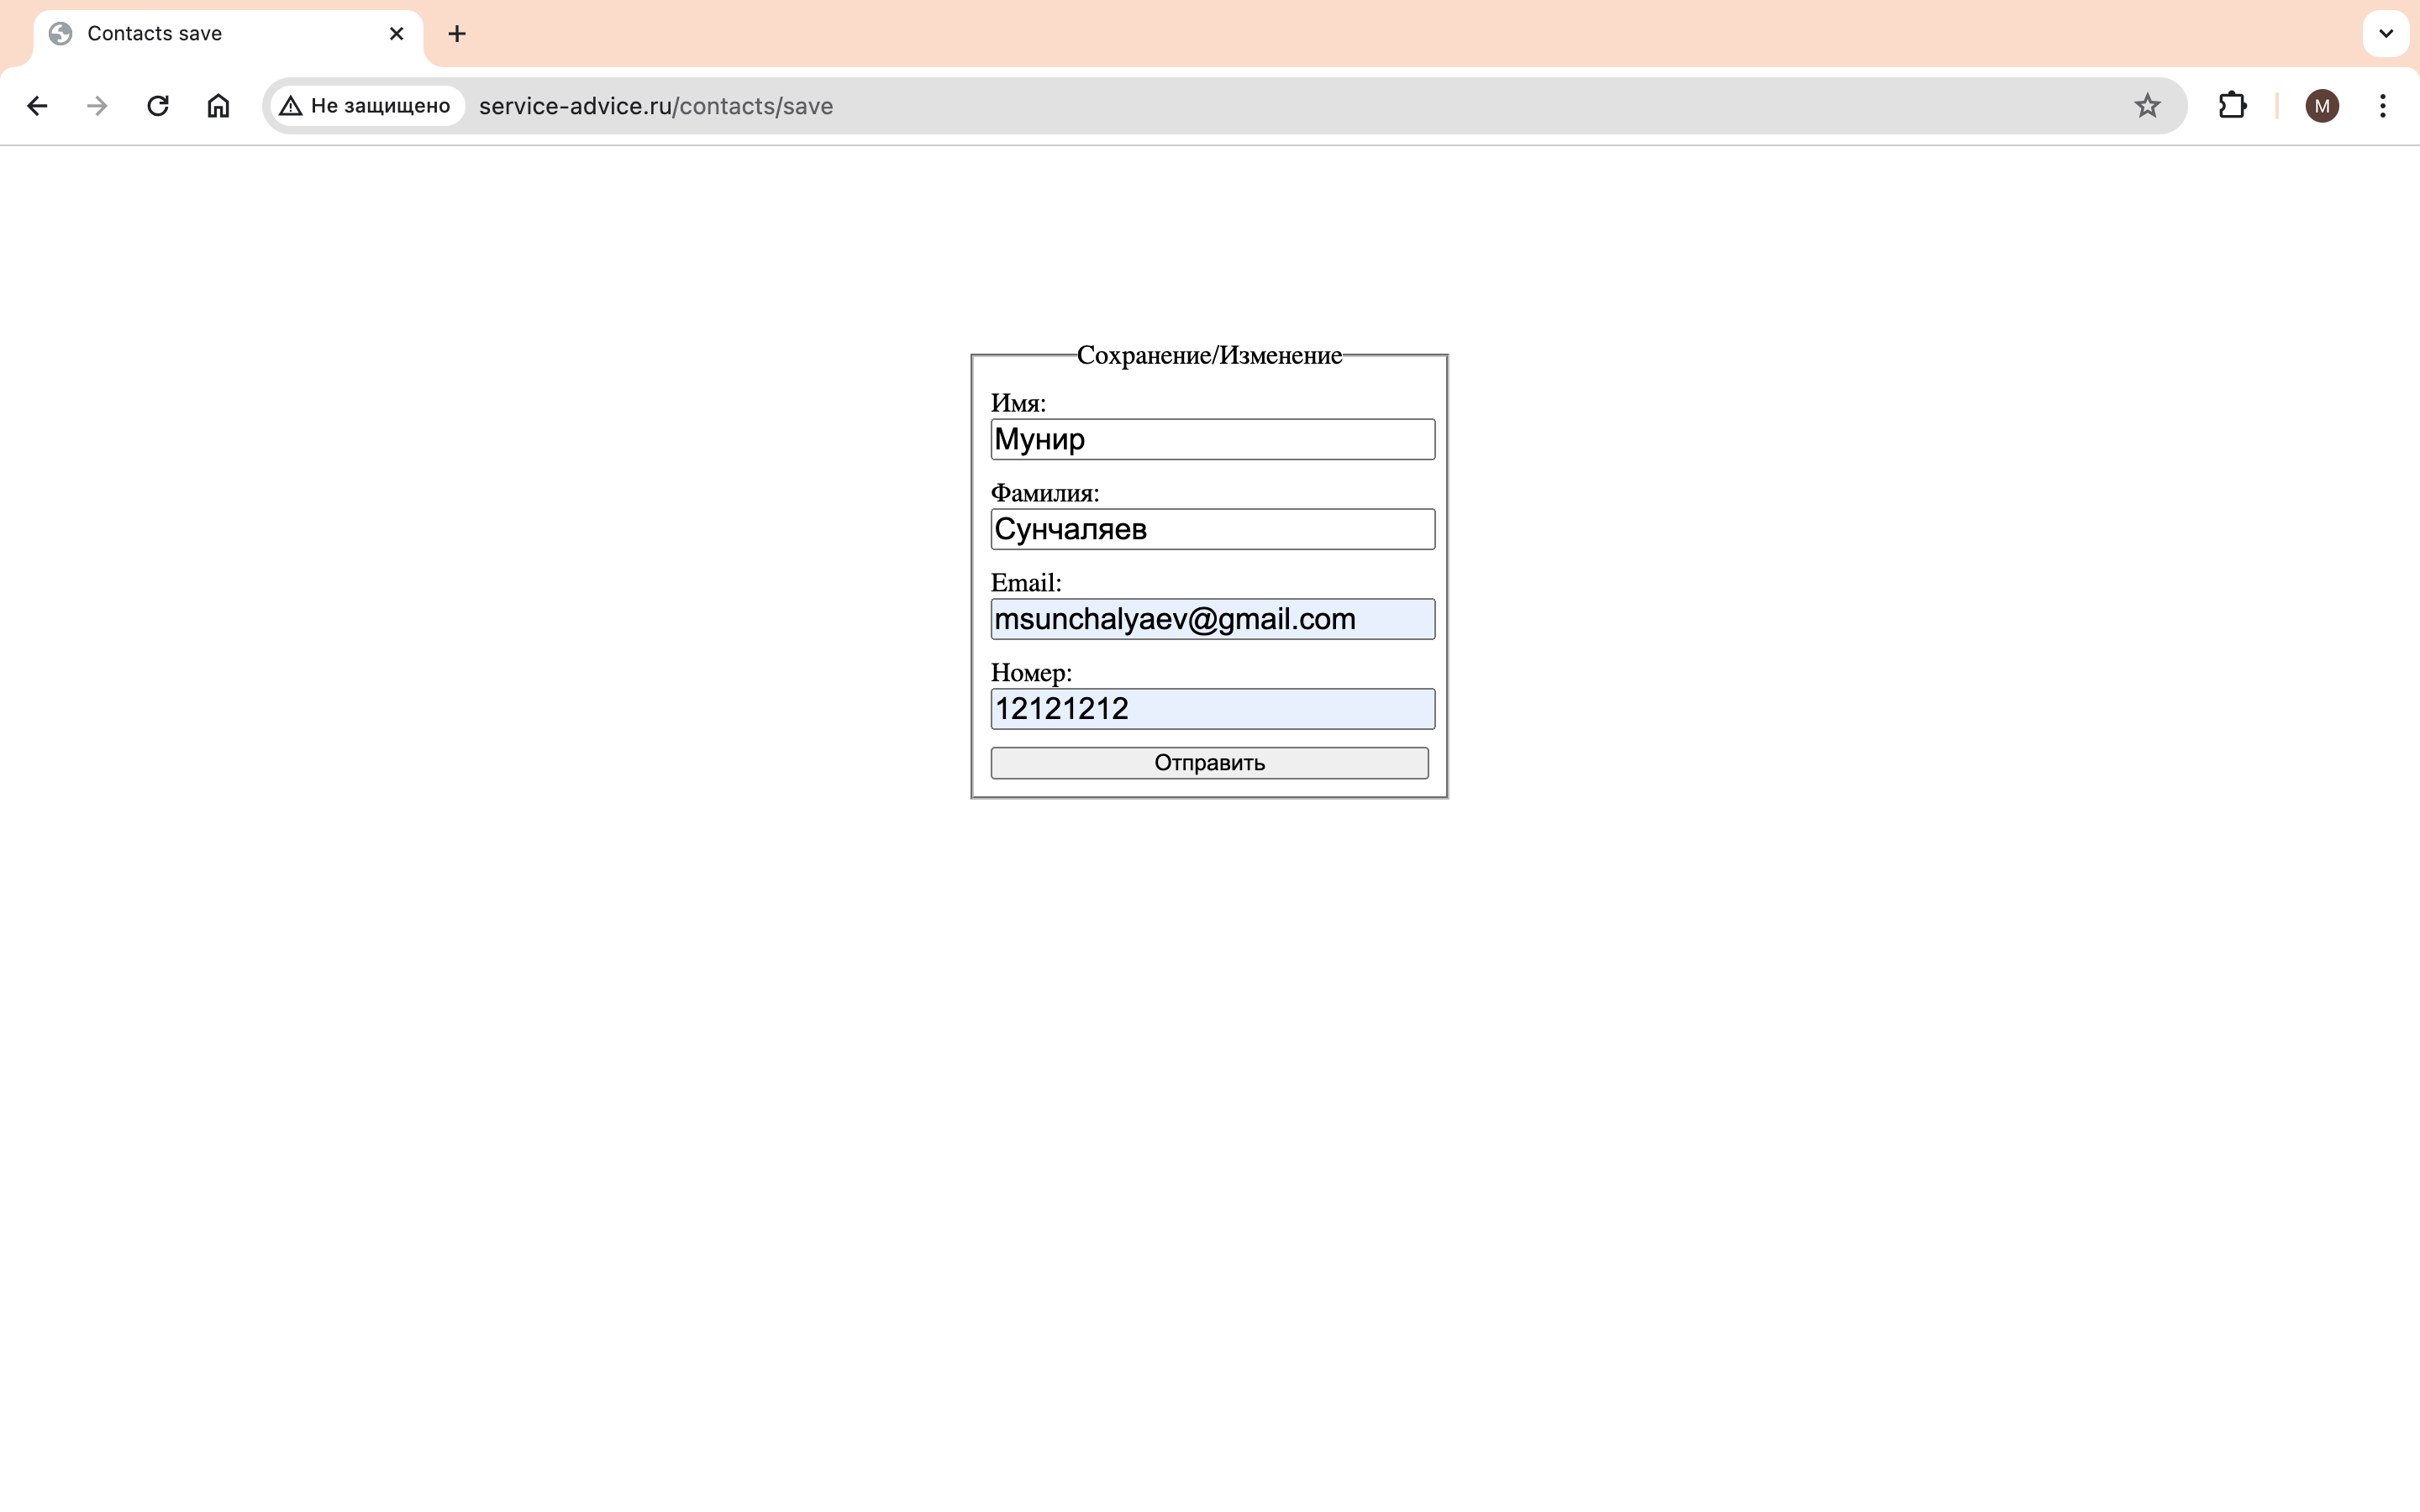 Contacts save
Не защищено service-advice.ru/contacts/save
M
Сохранение/Изменение
Имя:
Мунир
Фамилия:
Сунчаляев
Email:
msunchalyaev@gmail.com
Номер:
12121212
Отправить